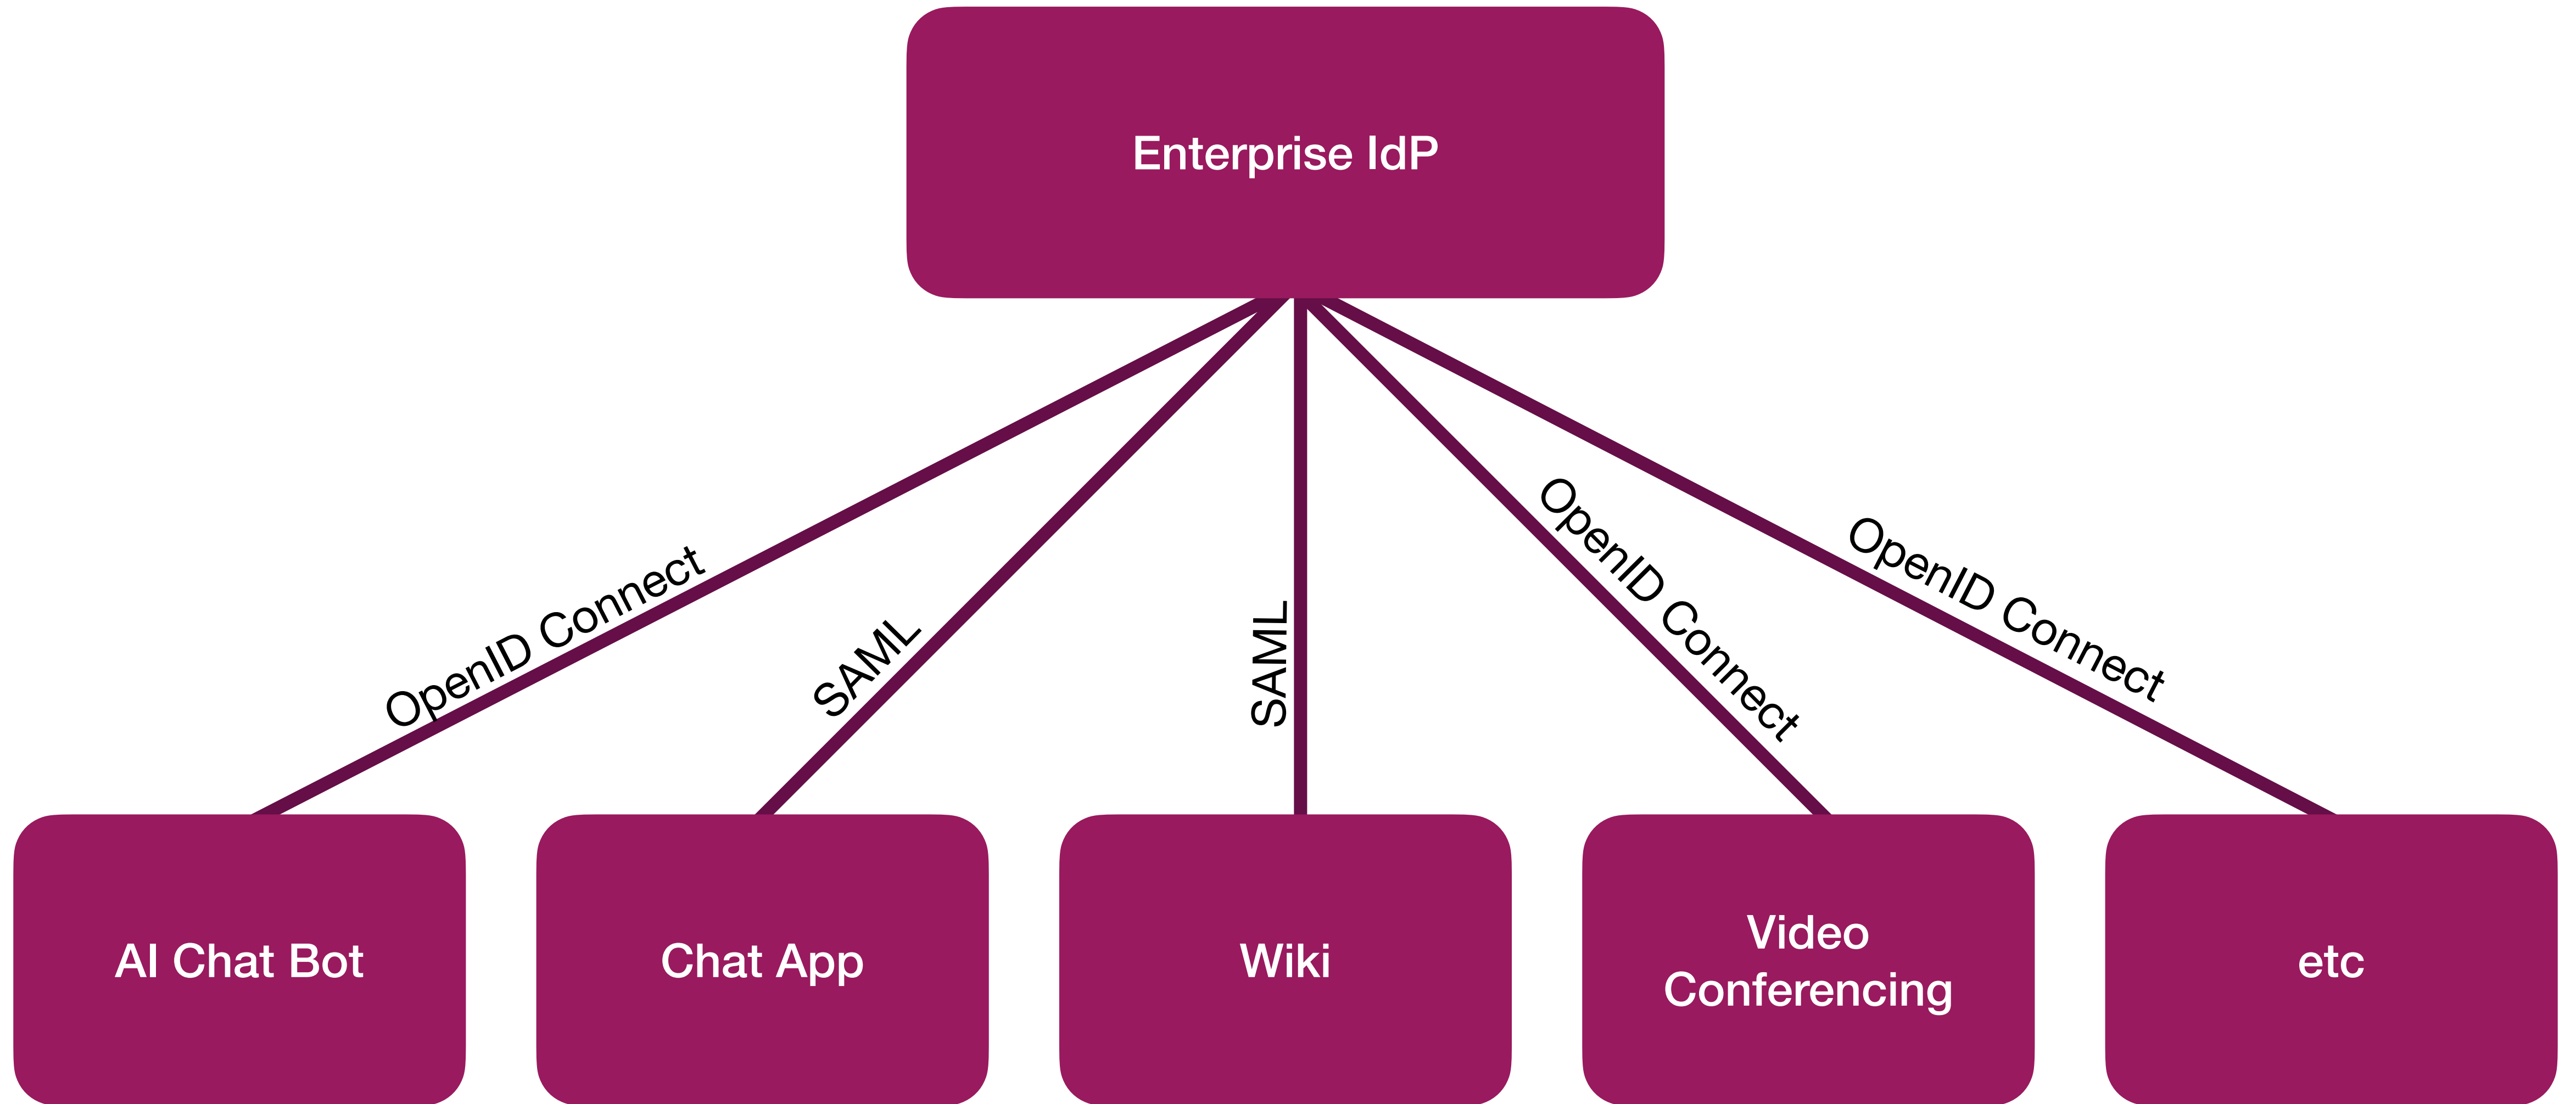 Enterprise IdP
OpenID Connect
SAML
SAML
OpenID Connect
OpenID Connect
AI Chat Bot
Chat App
Wiki
Video
Conferencing
etc